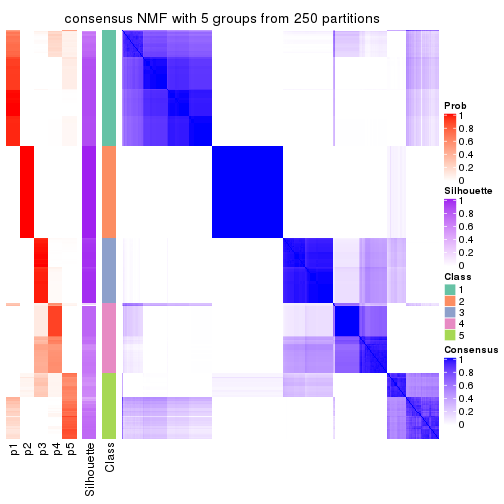 consensus NMF with 5 groups from 250 partitions
Prob
1
0.8
0.6
0.4
0.2
0
Silhouette
1
0.8
0.6
0.4
0.2
0
Class
1
2
3
4
5
Consensus
1
0.8
0.6
0.4
0.2
0
p1
p2
p3
p4
p5
Silhouette
Class